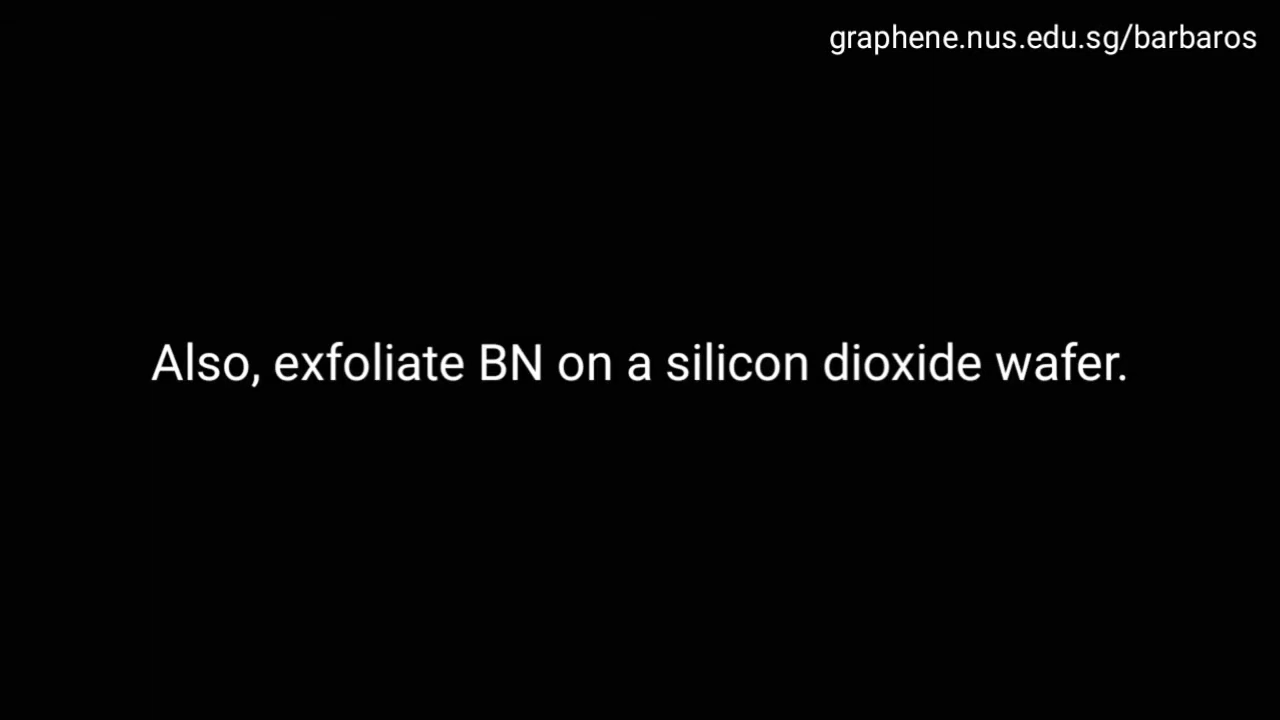 graphene.nus.edu.sg/barbaros
Also, exfoliate BN on a silicon dioxide wafer.